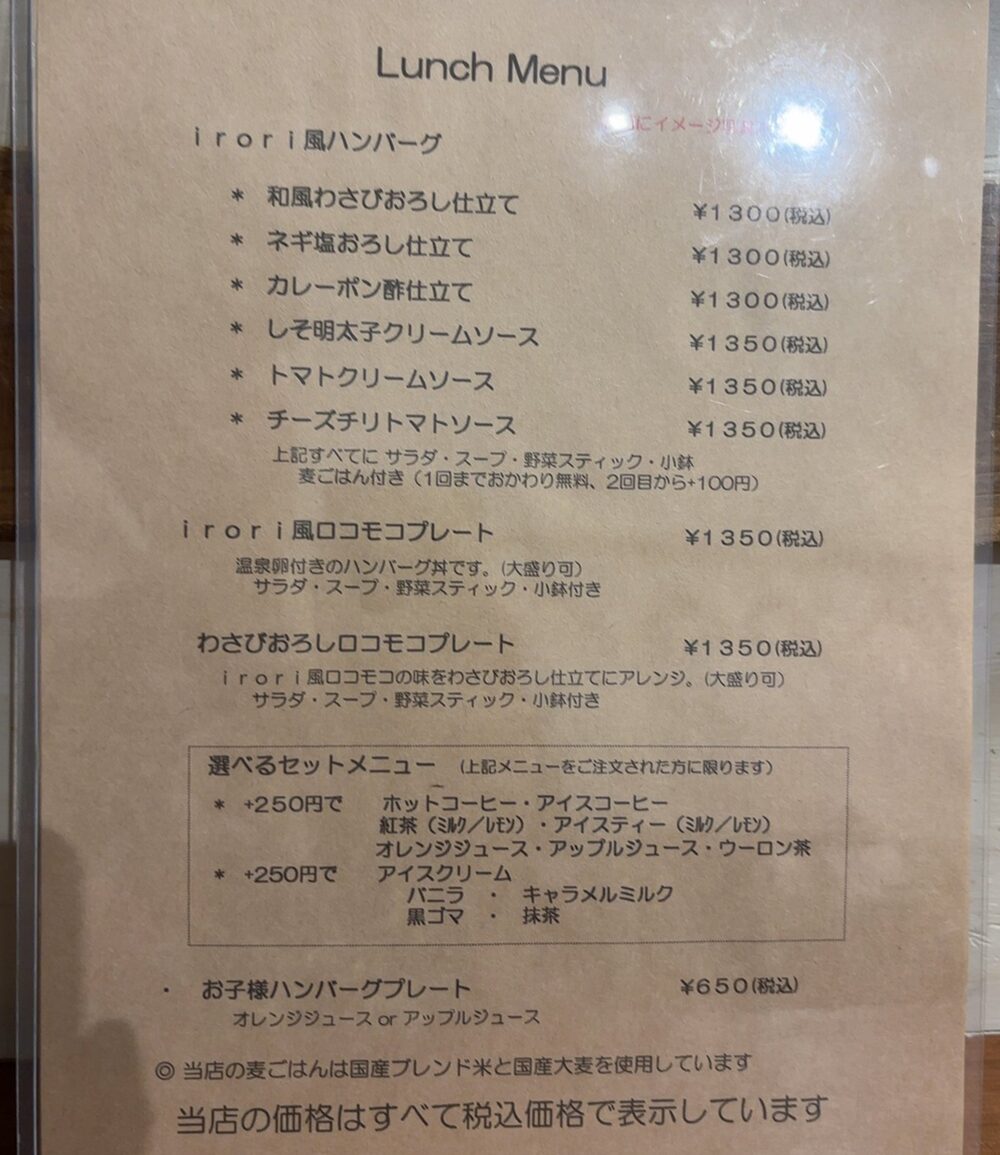 Lunch Menu
にイメージ
irori風ハンバーグ
* 和風わさびおろし仕立て ¥1300(税込)
* ネギ塩おろし仕立て ¥1300(税込)
* カレーポン酢仕立て ¥1300(税込)
* しそ明太子クリームソース ¥1350(税込)
* トマトクリームソース ¥1350(税込)
* チーズチリトマトソース ¥1350(税込)
上記すべてに サラダ・スープ・野菜スティック・小鉢
麦ごはん付き（1回までおかわり無料、2回目から+100円）
irori風ロコモコプレート ¥1350(税込)
温泉卵付きのハンバーグ丼です。(大盛り可)
サラダ・スープ・野菜スティック・小鉢付き
わさびおろしロコモコプレート ¥1350(税込)
irori風ロコモコの味をわさびおろし仕立てにアレンジ。(大盛り可)
サラダ・スープ・野菜スティック・小鉢付き
選べるセットメニュー (上記メニューをご注文された方に限ります)
* +250円で ホットコーヒー・アイスコーヒー
紅茶（ﾐﾙｸ／ﾚﾓﾝ）・アイスティー（ﾐﾙｸ／ﾚﾓﾝ）
オレンジジュース・アップルジュース・ウーロン茶
* +250円で アイスクリーム
バニラ ・ キャラメルミルク
黒ゴマ ・ 抹茶
・ お子様ハンバーグプレート ¥650(税込)
オレンジジュース or アップルジュース
◎ 当店の麦ごはんは国産ブレンド米と国産大麦を使用しています
当店の価格はすべて税込価格で表示しています